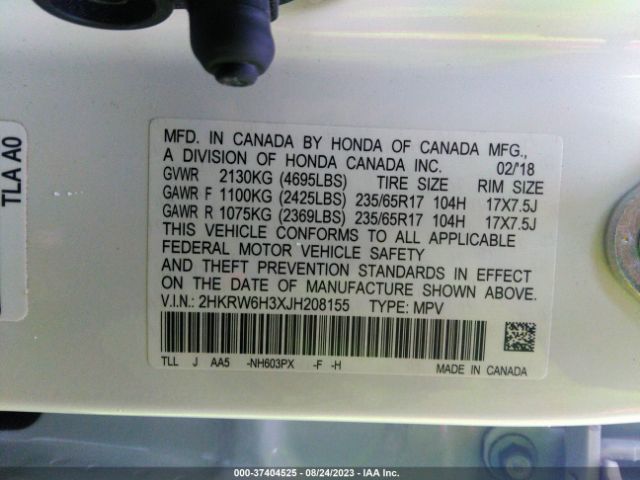 TLA A0
MFD. IN CANADA BY HONDA OF CANADA MFG.,
A DIVISION OF HONDA CANADA INC. 02/'18
GVWR 2130KG (4695LBS) TIRE SIZE RIM SIZE
GAWR F 1100KG (2425LBS) 235/65R17 104H 17X7.5J
GAWR R 1075KG (2369LBS) 235/65R17 104H 17X7.5J
THIS VEHICLE CONFORMS TO ALL APPLICABLE
FEDERAL MOTOR VEHICLE SAFETY
AND THEFT PREVENTION STANDARDS IN EFFECT
ON THE DATE OF MANUFACTURE SHOWN ABOVE.
V.I.N.: 2HKRW6H3XJH208155 TYPE: MPV
TLL J AA5 -NH603PX -F -H MADE IN CANADA
000-37404525 - 08/24/2023 - IAA Inc.